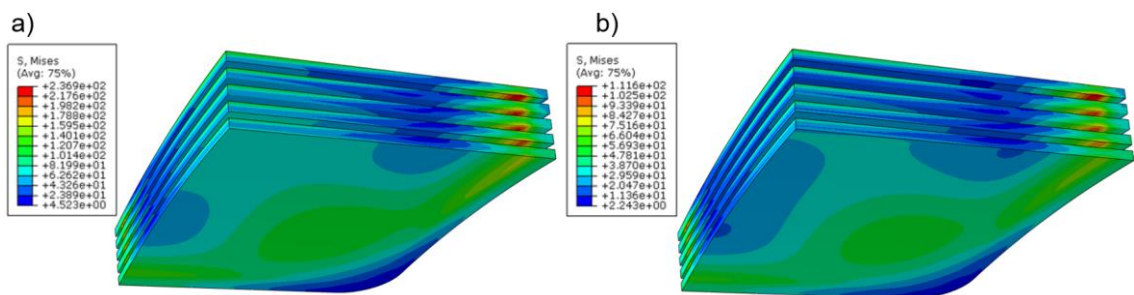 a)
S, Mises
(Avg: 75%)
+2.369e+02
+2.176e+02
+1.982e+02
+1.788e+02
+1.595e+02
+1.401e+02
+1.207e+02
+1.014e+02
+8.199e+01
+6.262e+01
+4.326e+01
+2.389e+01
+4.523e+00
b)
S, Mises
(Avg: 75%)
+1.116e+02
+1.025e+02
+9.339e+01
+8.427e+01
+7.516e+01
+6.604e+01
+5.693e+01
+4.781e+01
+3.870e+01
+2.959e+01
+2.047e+01
+1.136e+01
+2.243e+00